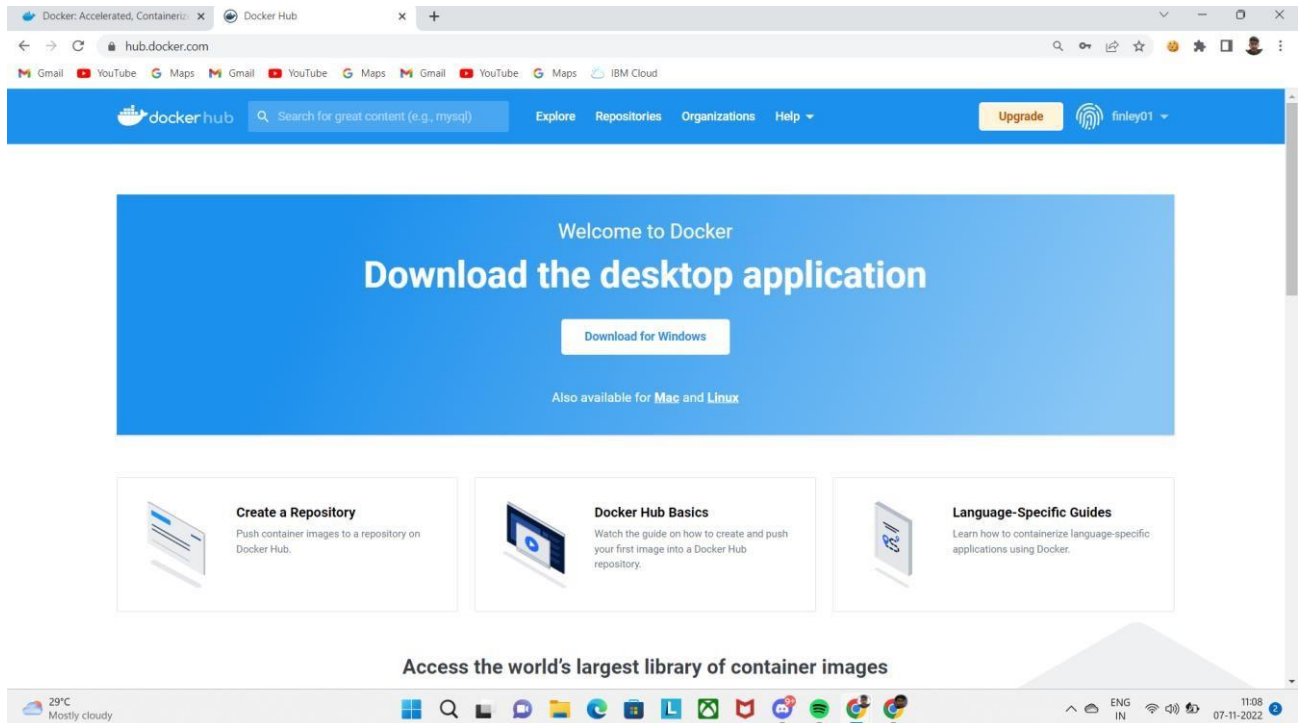 Docker: Accelerated, Containeriz
Docker Hub
hub.docker.com
Gmail YouTube Maps Gmail YouTube Maps Gmail YouTube Maps IBM Cloud
dockerhub Search for great content (e.g., mysql) Explore Repositories Organizations Help Upgrade finley01
Welcome to Docker
Download the desktop application
Download for Windows
Also available for Mac and Linux
Create a Repository
Push container images to a repository on
Docker Hub.
Docker Hub Basics
Watch the guide on how to create and push
your first image into a Docker Hub
repository.
Language-Specific Guides
Learn how to containerize language-specific
applications using Docker.
Access the world's largest library of container images
29°C
Mostly cloudy
ENG
IN
11:08
07-11-2022
2